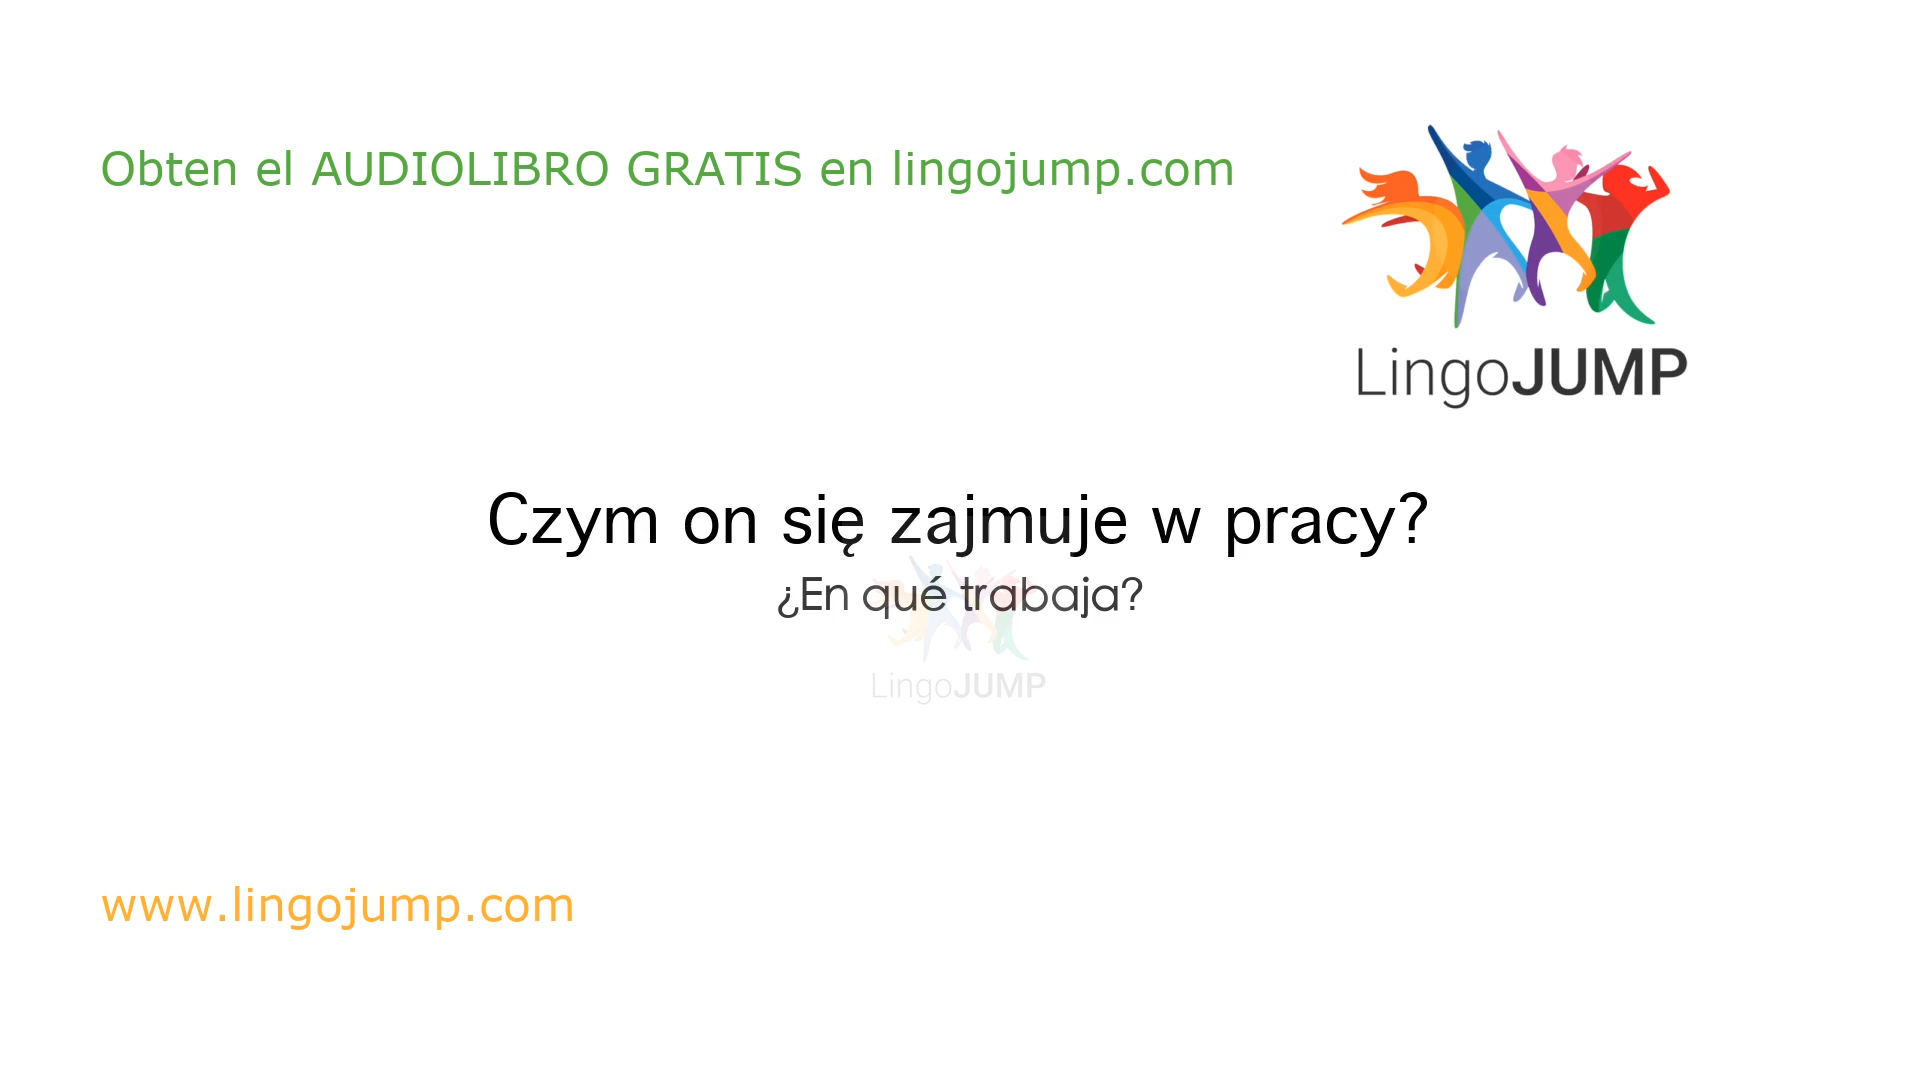 Obten el AUDIOLIBRO GRATIS en lingojump.com
LingoJUMP
Czym on się zajmuje w pracy?
¿En qué trabaja?
LingoJUMP
www.lingojump.com